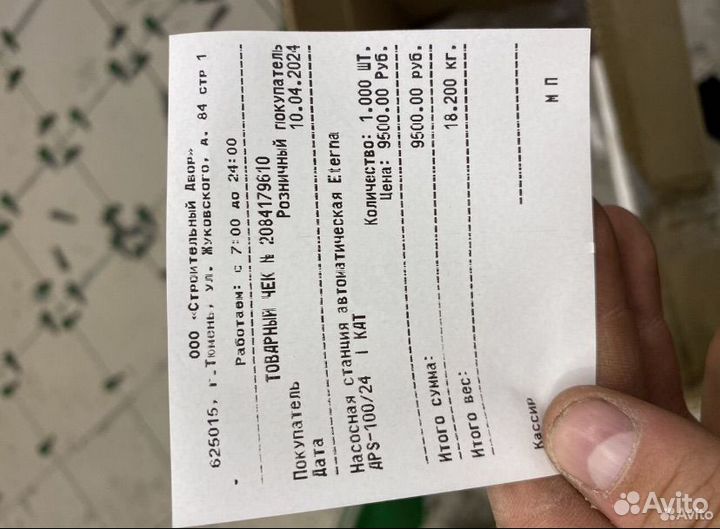 ООО «Строительный Двор»
625015, г.Тюмень, ул. Жуковского, д. 84 стр 1
Работаем: с 7:00 до 24:00
ТОВАРНЫЙ ЧЕК № 2084179610
Покупатель Розничный покупатель
Дата 10.04.2024
Насосная станция автоматическая Eterna
APS-100/24 I КАТ
Количество: 1.000 шт.
Цена: 9500.00 Руб.
Итого сумма: 9500.00 руб.
Итого вес: 18.200 кг.
Кассир
М П
Avito
Avito